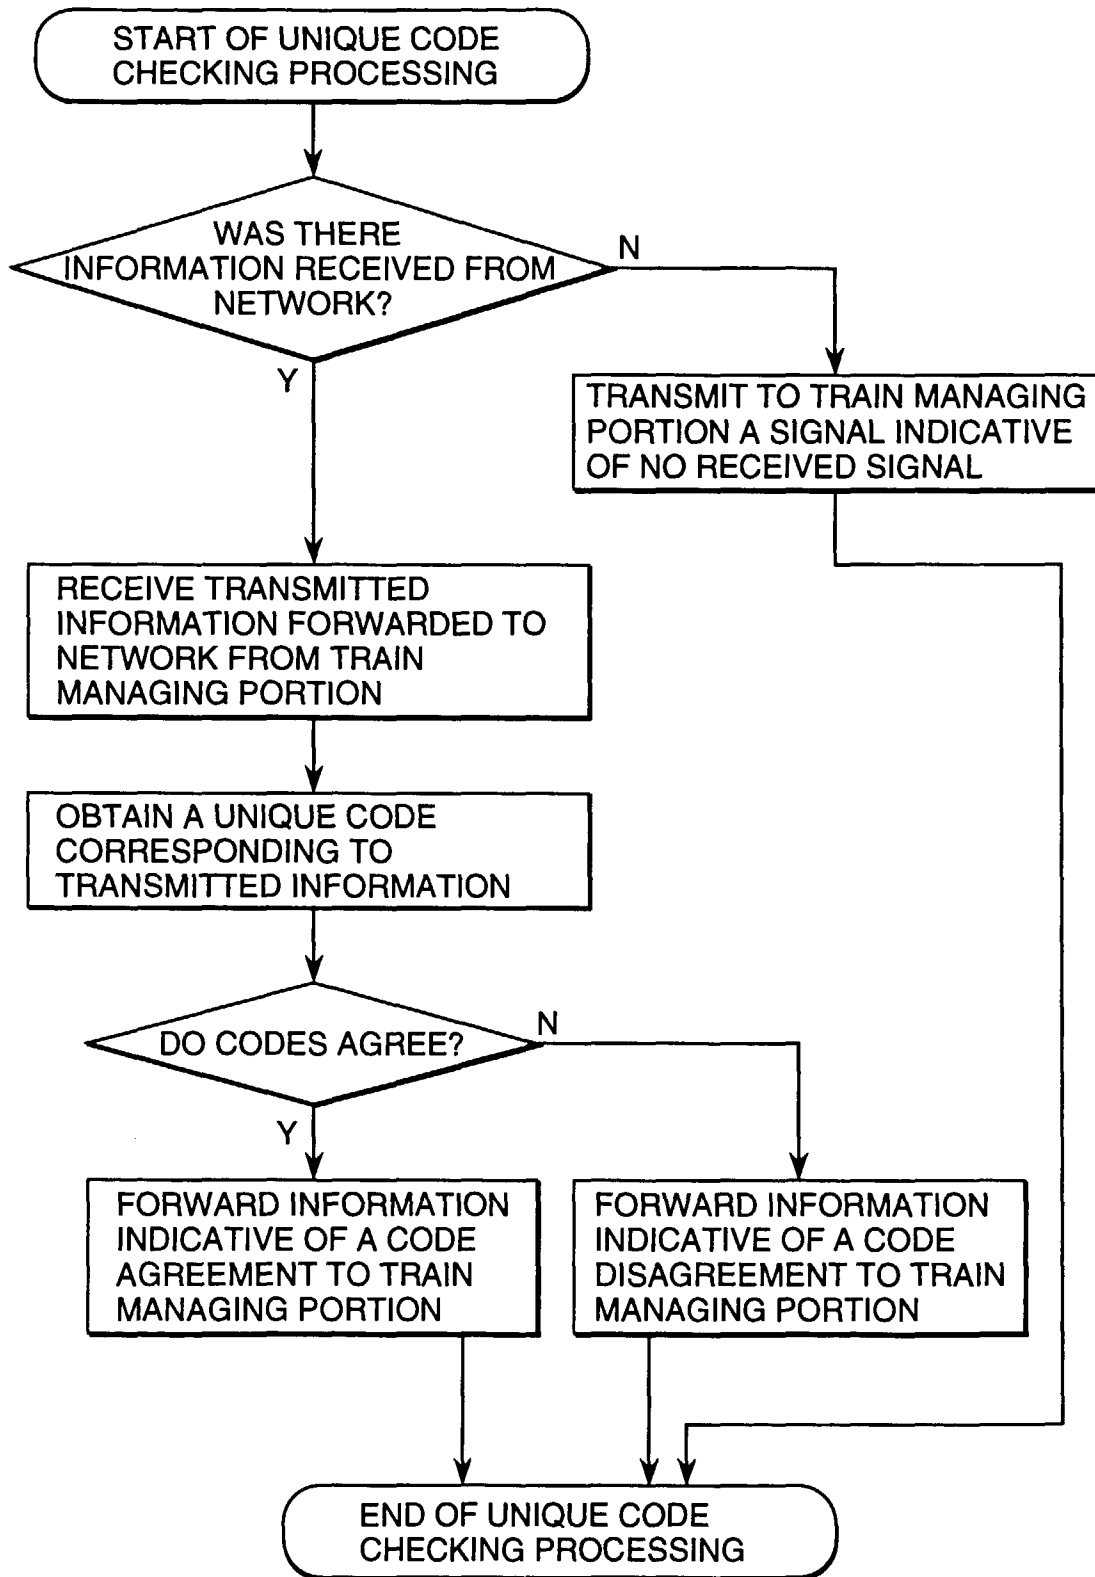 START OF UNIQUE CODE
CHECKING PROCESSING
WAS THERE
INFORMATION RECEIVED FROM
NETWORK?
N
Y
TRANSMIT TO TRAIN MANAGING
PORTION A SIGNAL INDICATIVE
OF NO RECEIVED SIGNAL
RECEIVE TRANSMITTED
INFORMATION FORWARDED TO
NETWORK FROM TRAIN
MANAGING PORTION
OBTAIN A UNIQUE CODE
CORRESPONDING TO
TRANSMITTED INFORMATION
DO CODES AGREE?
N
Y
FORWARD INFORMATION
INDICATIVE OF A CODE
AGREEMENT TO TRAIN
MANAGING PORTION
FORWARD INFORMATION
INDICATIVE OF A CODE
DISAGREEMENT TO TRAIN
MANAGING PORTION
END OF UNIQUE CODE
CHECKING PROCESSING